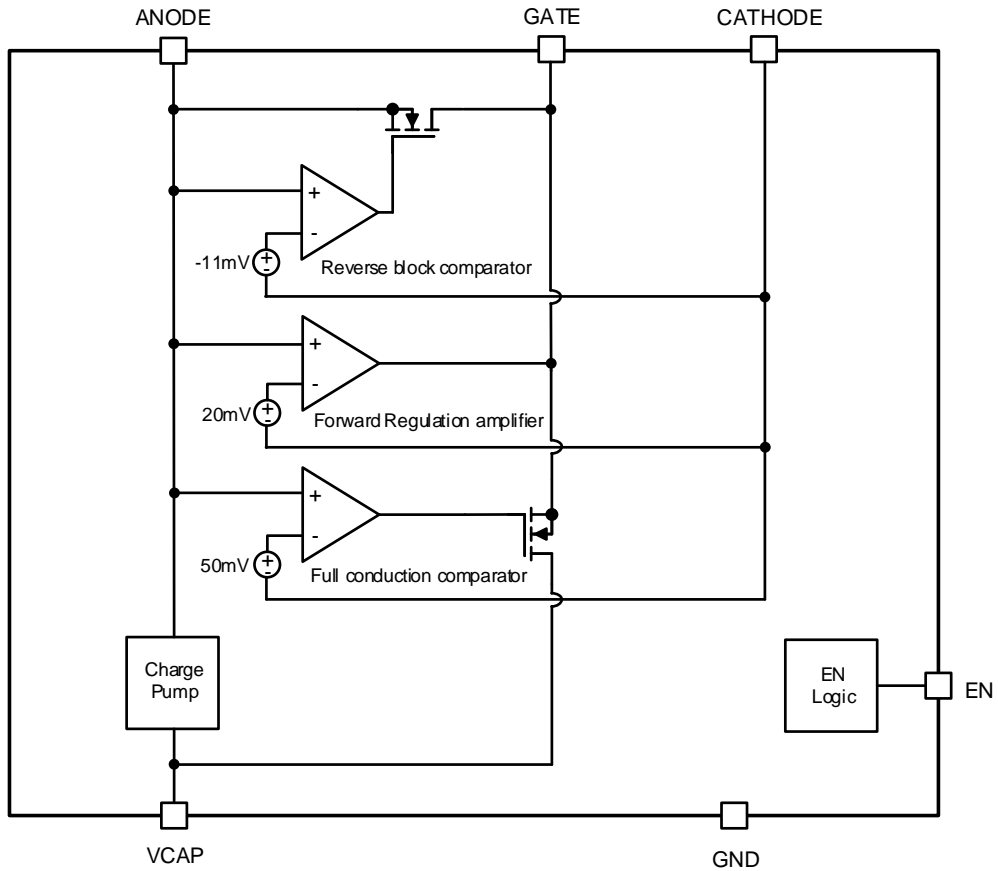 ANODE
GATE
CATHODE
+
-
+
-
-11mV
Reverse block comparator
+
-
+
-
20mV
Forward Regulation amplifier
+
-
+
-
50mV
Full conduction comparator
Charge
Pump
EN
Logic
EN
VCAP
GND